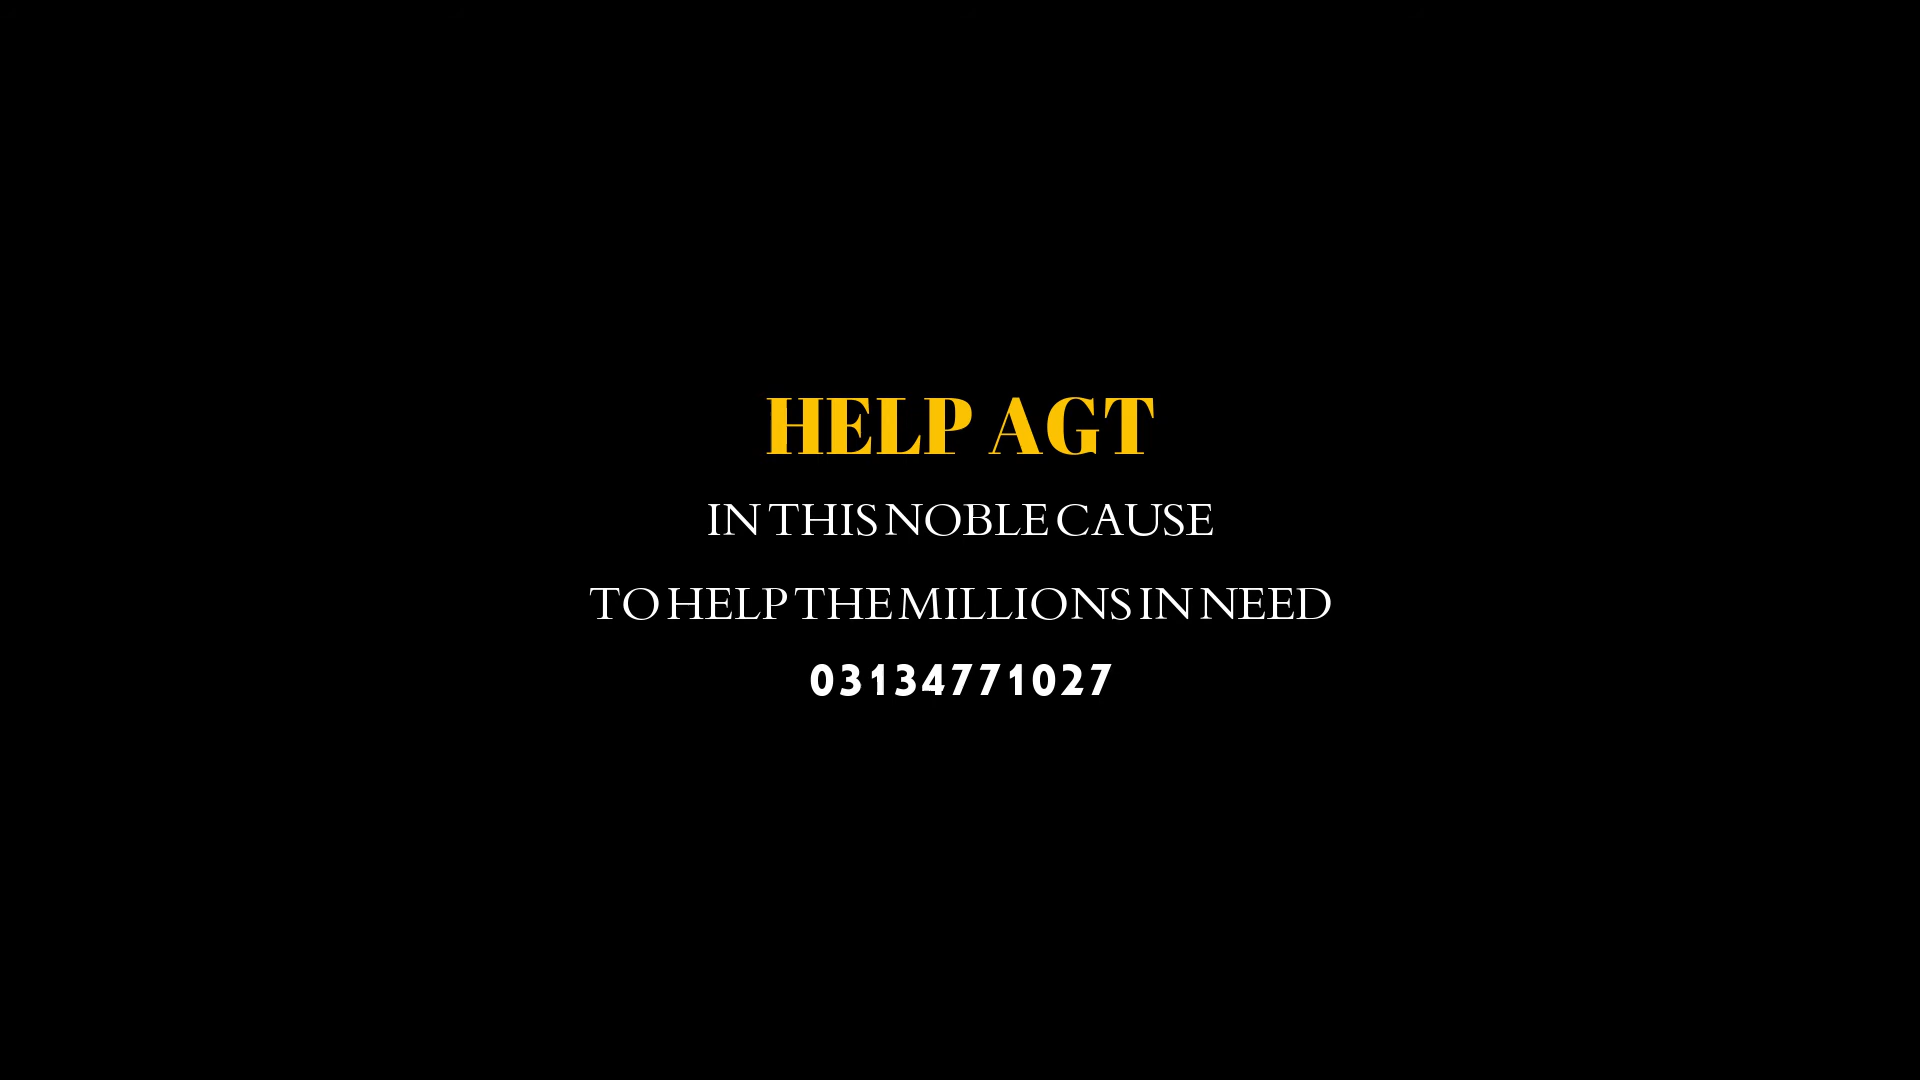 HELP AGT
IN THIS NOBLE CAUSE
TO HELP THE MILLIONS IN NEED
03134771027